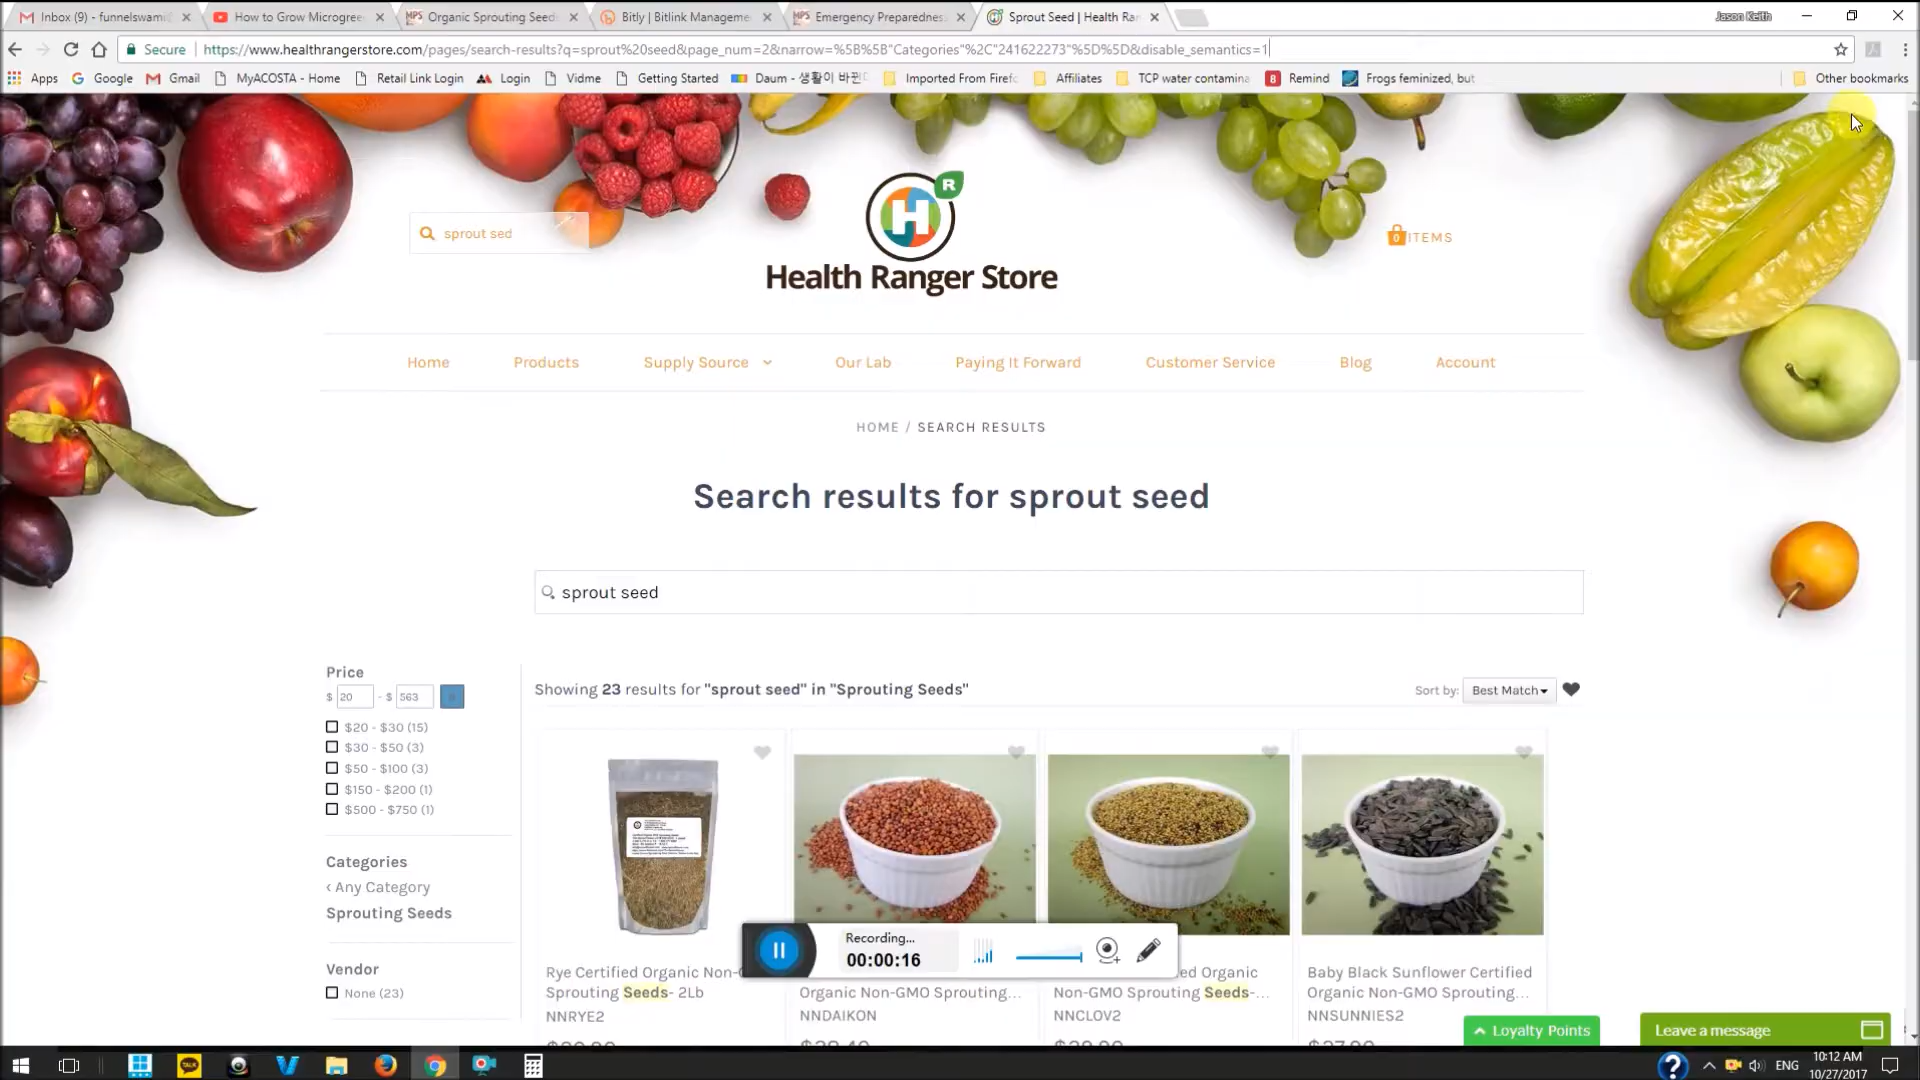 Inbox (9) - funnelswami
How to Grow Microgree
MPS Organic Sprouting Seeds
Bitly | Bitlink Manageme
MPS Emergency Preparedness
Sprout Seed | Health Ran
Jason Keith
Secure
https://www.healthrangerstore.com/pages/search-results?q=sprout%20seed&page_num=2&narrow=%5B%5B"Categories"%2C"241622273"%5D%5D&disable_semantics=1
Apps
Google
Gmail
MyACOSTA - Home
Retail Link Login
Login
Vidme
Getting Started
Daum - 생활이 바뀐
Imported From Firef
Affiliates
TCP water contamina
8 Remind
Frogs feminized, but
Other bookmarks
sprout sed
H R
Health Ranger Store
0 ITEMS
Home
Products
Supply Source
Our Lab
Paying It Forward
Customer Service
Blog
Account
HOME / SEARCH RESULTS
Search results for sprout seed
sprout seed
Price
$ 20 - $ 563
$20 - $30 (15)
$30 - $50 (3)
$50 - $100 (3)
$150 - $200 (1)
$500 - $750 (1)
Categories
‹ Any Category
Sprouting Seeds
Vendor
None (23)
Showing 23 results for "sprout seed" in "Sprouting Seeds"
Sort by: Best Match
Rye Certified Organic Non-G
Sprouting Seeds- 2Lb
NNRYE2
Organic Non-GMO Sprouting...
NNDAIKON
ed Organic
Non-GMO Sprouting Seeds-...
NNCLOV2
Baby Black Sunflower Certified
Organic Non-GMO Sprouting...
NNSUNNIES2
Recording...
00:00:16
Loyalty Points
Leave a message
TALK
ENG
10:12 AM
10/27/2017